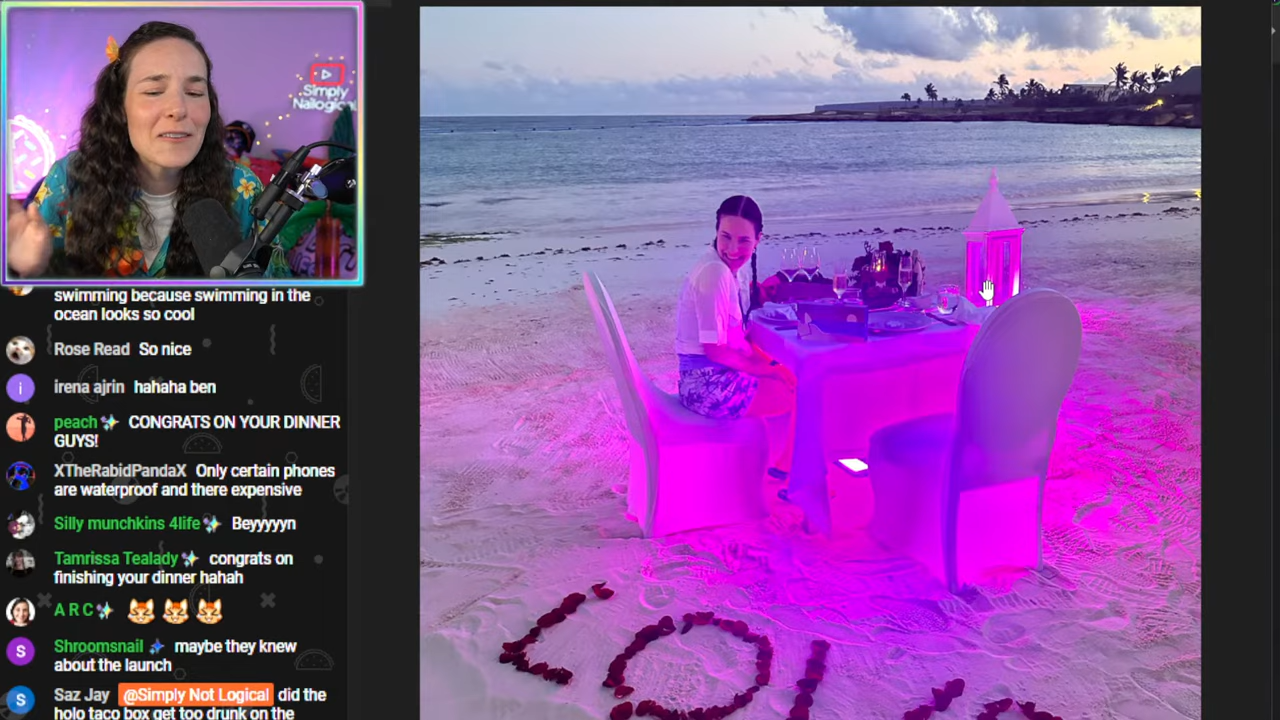 Simply
Nailogical
swimming because swimming in the
ocean looks so cool
Rose Read So nice
irena ajrin hahaha ben
peach CONGRATS ON YOUR DINNER
GUYS!
XTheRabidPandaX Only certain phones
are waterproof and there expensive
Silly munchkins 4life Beyyyyyn
Tamrissa Tealady congrats on
finishing your dinner hahah
A R C
Shroomsnail maybe they knew
about the launch
Saz Jay @Simply Not Logical did the
holo taco box get too drunk on the